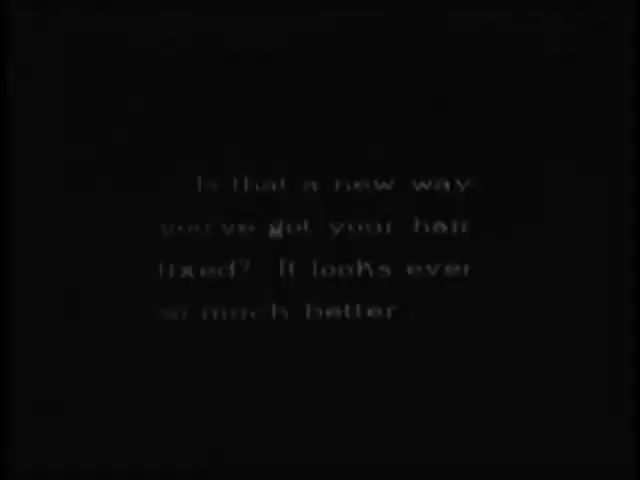 Is that a new way
you've got your hair
fixed? It looks ever
so much better.